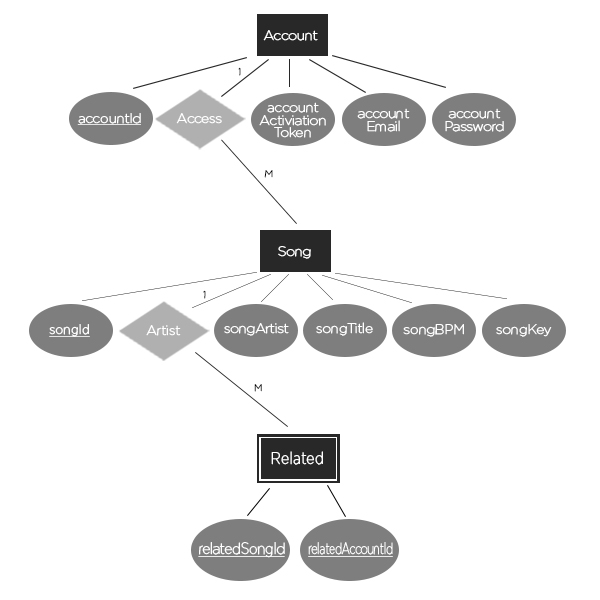 Account
1
accountId
Access
account
Activiation
Token
account
Email
account
Password
M
Song
1
songId
Artist
songArtist
songTitle
songBPM
songKey
M
Related
relatedSongId
relatedAccountId